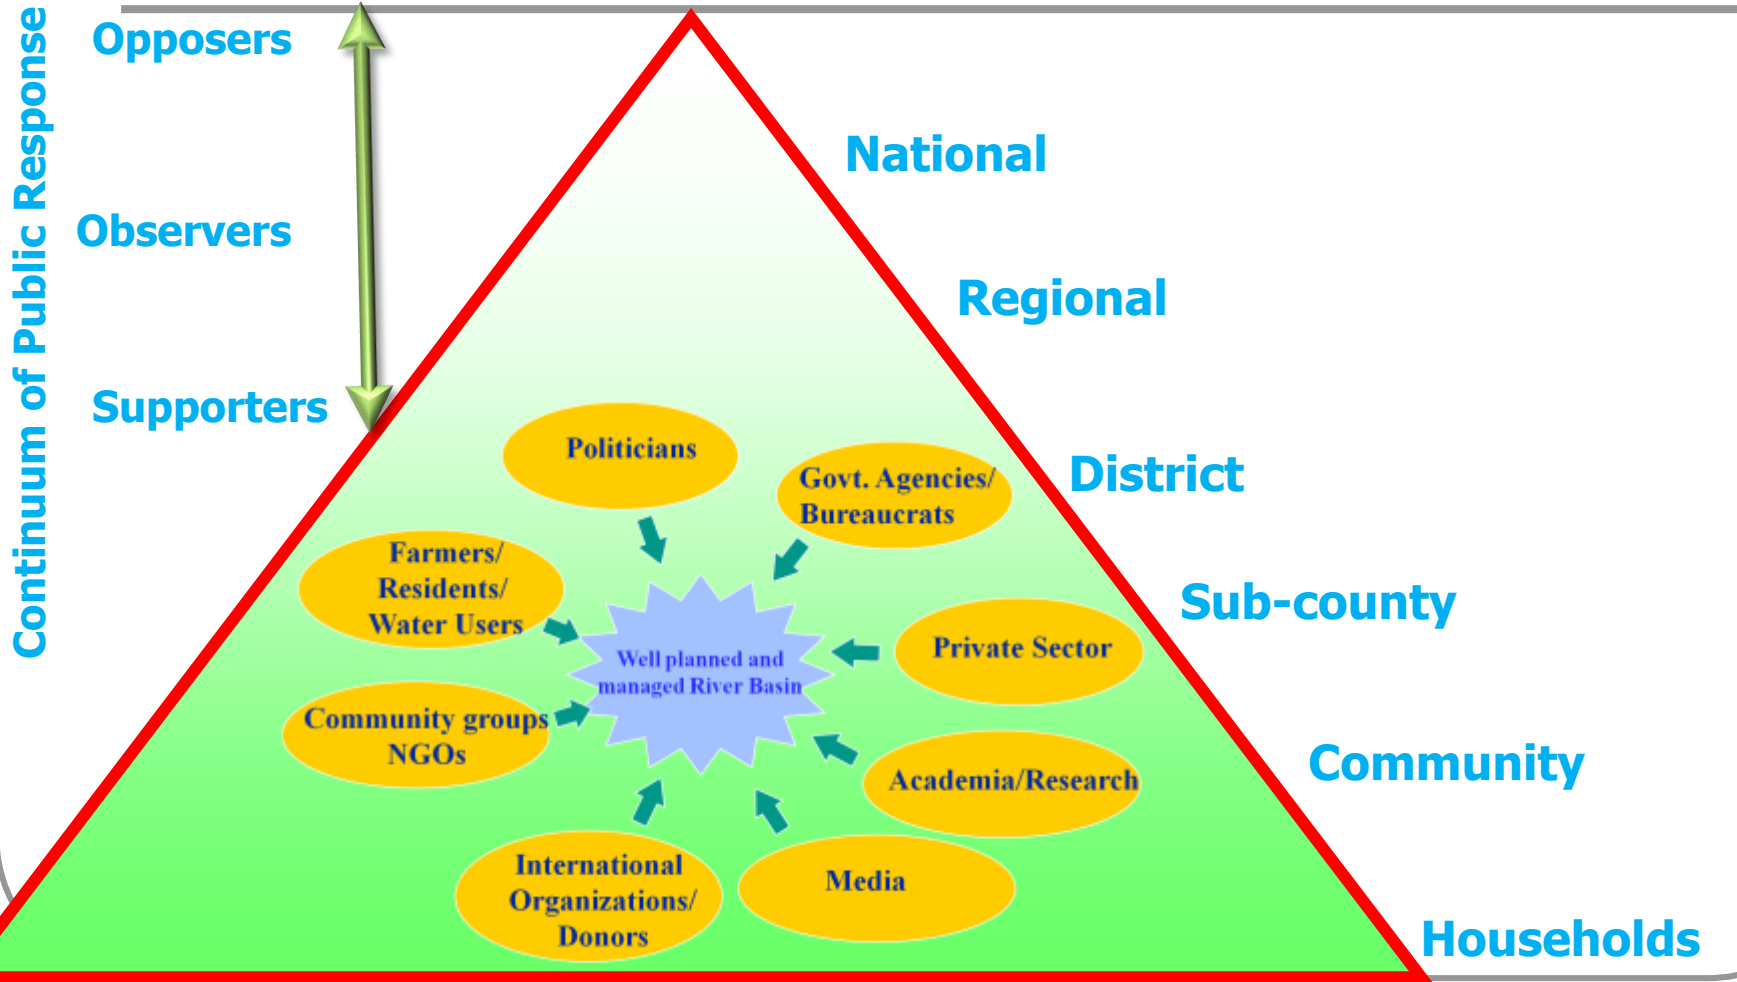 Continuum of Public Response
Opposers
Observers
Supporters
National
Regional
District
Sub-county
Community
Households
Politicians
Govt. Agencies/
Bureaucrats
Farmers/
Residents/
Water Users
Private Sector
Well planned and
managed River Basin
Community groups
NGOs
Academia/Research
International
Organizations/
Donors
Media